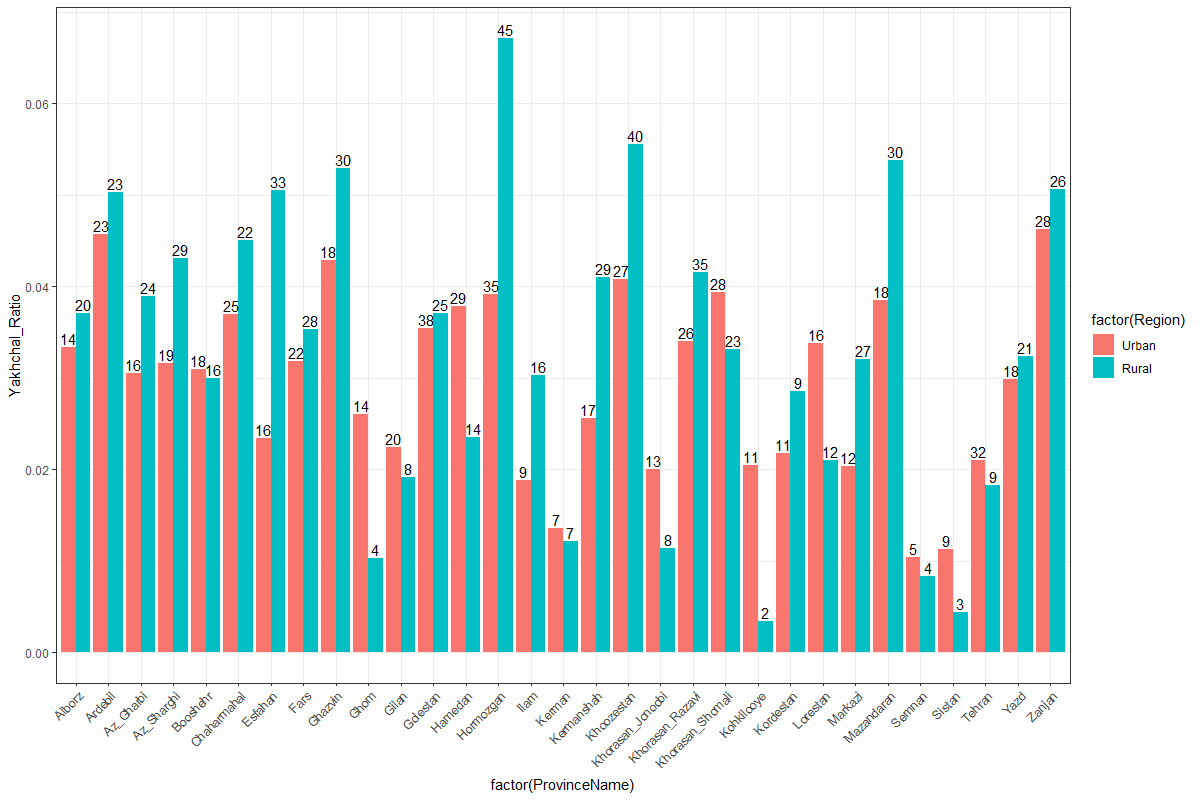 45
0.06
40
33
30
30
23
26
29
22
23
24
20
14
16
19
18
16
25
16
22
28
18
14
4
20
8
38
25
29
14
35
9
16
7
7
17
29
27
13
8
26
35
28
23
11
2
11
9
16
12
12
27
18
5
4
9
3
32
9
18
21
28
0.04
0.02
0.00
Yakhchal_Ratio
factor(Region)
Urban
Rural
Alborz
Ardebil
Az_Gharbi
Az_Sharghi
Booshehr
Chaharmahal
Esfahan
Fars
Ghazvin
Ghom
Gilan
Golestan
Hamedan
Hormozgan
Ilam
Kerman
Kermanshah
Khoozestan
Khorasan_Jonoobi
Khorasan_Razavi
Khorasan_Shomali
Kohkilooye
Kordestan
Lorestan
Markazi
Mazandaran
Semnan
Sistan
Tehran
Yazd
Zanjan
factor(ProvinceName)